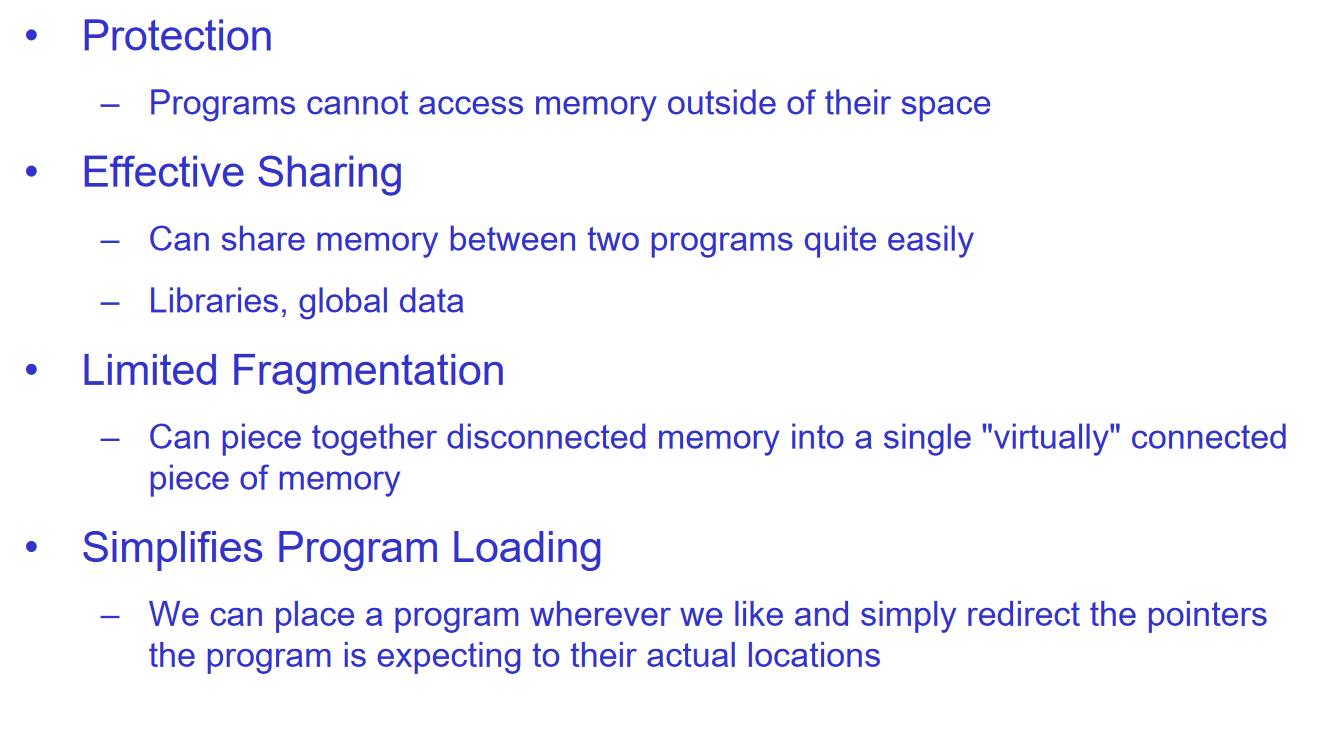 • Protection
– Programs cannot access memory outside of their space
• Effective Sharing
– Can share memory between two programs quite easily
– Libraries, global data
• Limited Fragmentation
– Can piece together disconnected memory into a single "virtually" connected
piece of memory
• Simplifies Program Loading
– We can place a program wherever we like and simply redirect the pointers
the program is expecting to their actual locations